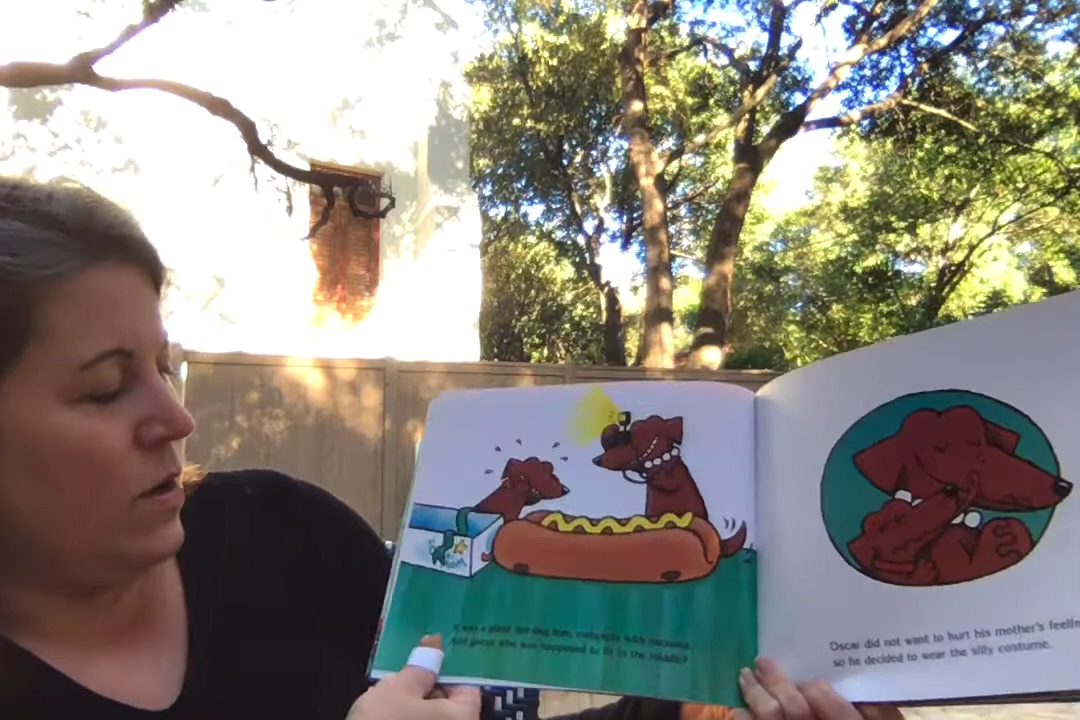 It was a giant hot-dog bun, complete with mustard.
And guess who was supposed to fit in the middle?
Oscar did not want to hurt his mother's feelin
so he decided to wear the silly costume.